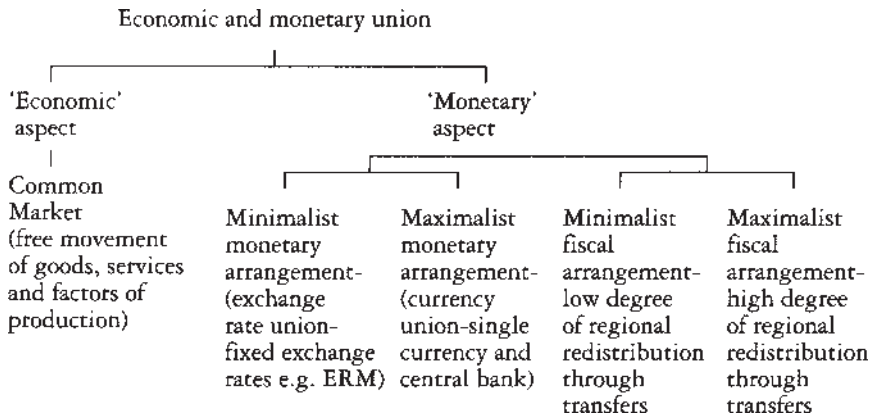 Economic and monetary union
'Economic'
aspect
'Monetary'
aspect
Common
Market
(free movement
of goods, services
and factors of
production)
Minimalist
monetary
arrangement-
(exchange
rate union-
fixed exchange
rates e.g. ERM)
Maximalist
monetary
arrangement-
(currency
union-single
currency and
central bank)
Minimalist
fiscal
arrangement-
low degree
of regional
redistribution
through
transfers
Maximalist
fiscal
arrangement-
high degree
of regional
redistribution
through
transfers